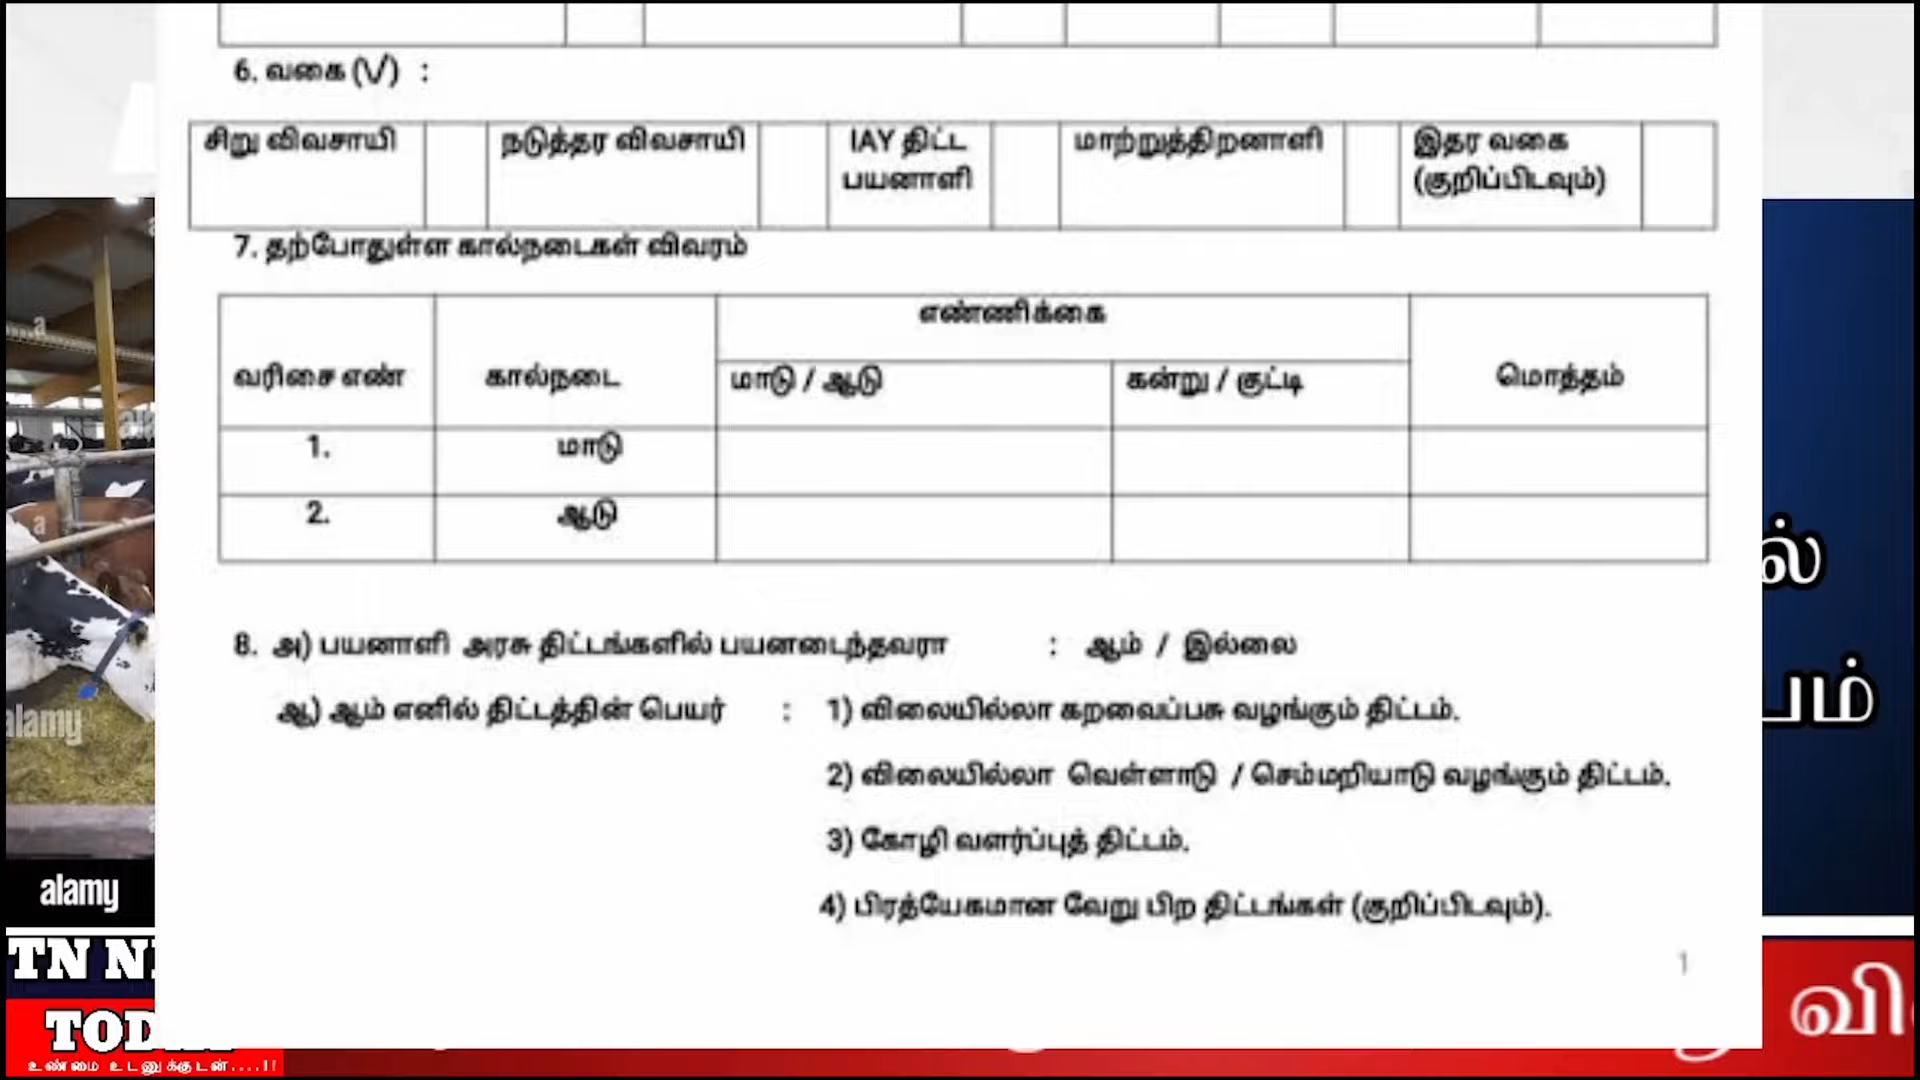 6. வகை (√) :
சிறு விவசாயி நடுத்தர விவசாயி IAY திட்ட மாற்றுத்திறனாளி இதர வகை
பயனாளி (குறிப்பிடவும்)
7. தற்போதுள்ள கால்நடைகள் விவரம்
எண்ணிக்கை
வரிசை எண் கால்நடை மாடு / ஆடு கன்று / குட்டி மொத்தம்
1. மாடு
2. ஆடு
8. அ) பயனாளி அரசு திட்டங்களில் பயனடைந்தவரா : ஆம் / இல்லை
ஆ) ஆம் எனில் திட்டத்தின் பெயர் : 1) விலையில்லா கறவைப்பசு வழங்கும் திட்டம்.
2) விலையில்லா வெள்ளாடு / செம்மறியாடு வழங்கும் திட்டம்.
3) கோழி வளர்ப்புத் திட்டம்.
4) பிரத்யேகமான வேறு பிற திட்டங்கள் (குறிப்பிடவும்).
1
alamy
alamy
TN
உண்மை உடனுக்குடன்....!!